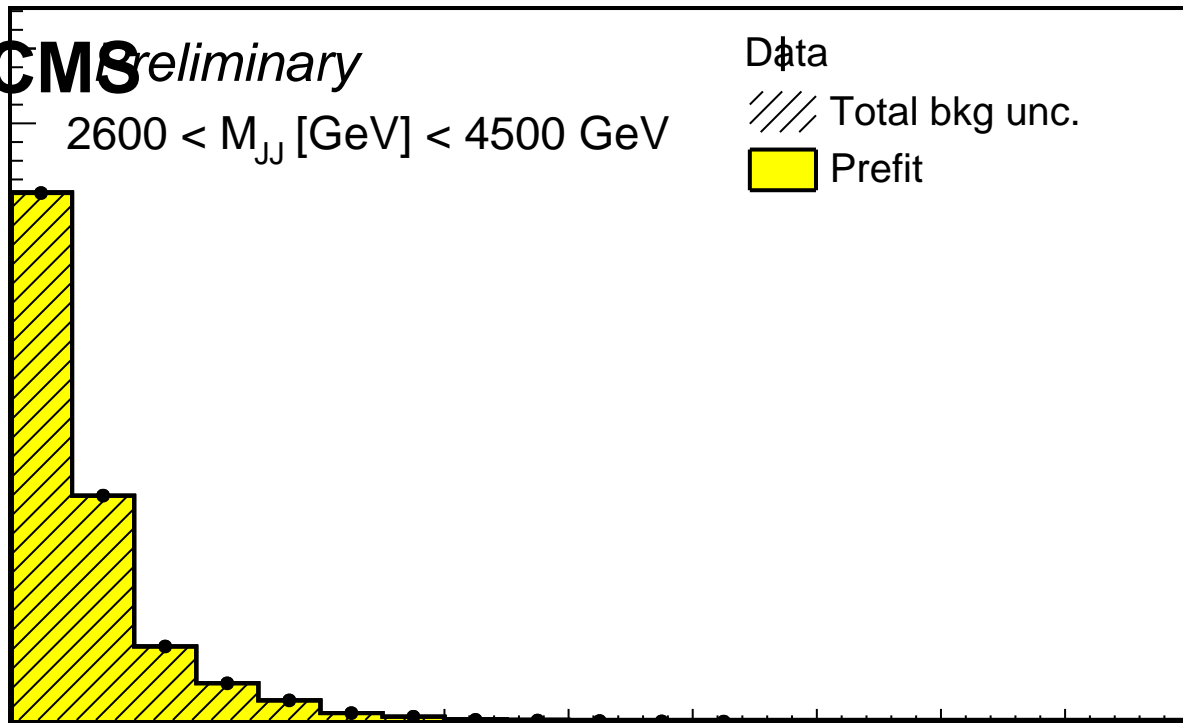 CMS Preliminary
2600 < M_JJ [GeV] < 4500 GeV
Data
Total bkg unc.
Prefit